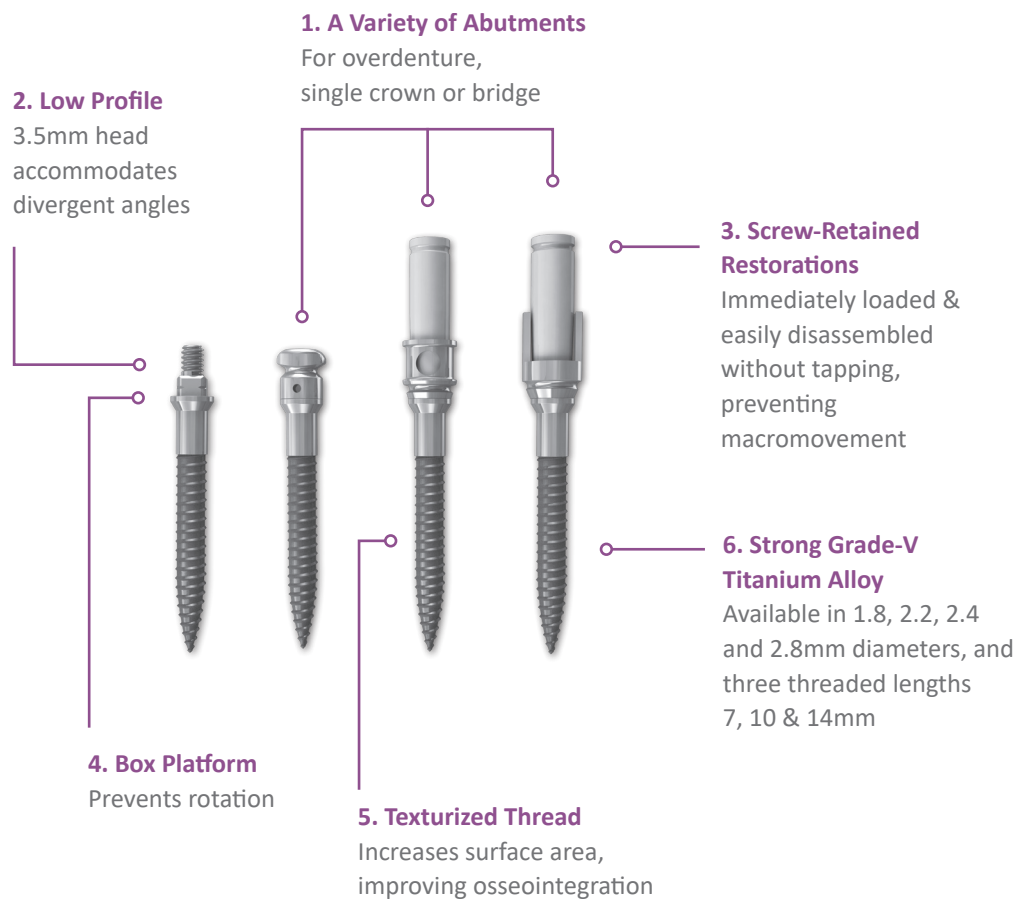 1. A Variety of Abutments
For overdenture,
single crown or bridge
2. Low Profile
3.5mm head
accommodates
divergent angles
3. Screw-Retained
Restorations
Immediately loaded &
easily disassembled
without tapping,
preventing
macromovement
4. Box Platform
Prevents rotation
5. Texturized Thread
Increases surface area,
improving osseointegration
6. Strong Grade-V
Titanium Alloy
Available in 1.8, 2.2, 2.4
and 2.8mm diameters, and
three threaded lengths
7, 10 & 14mm